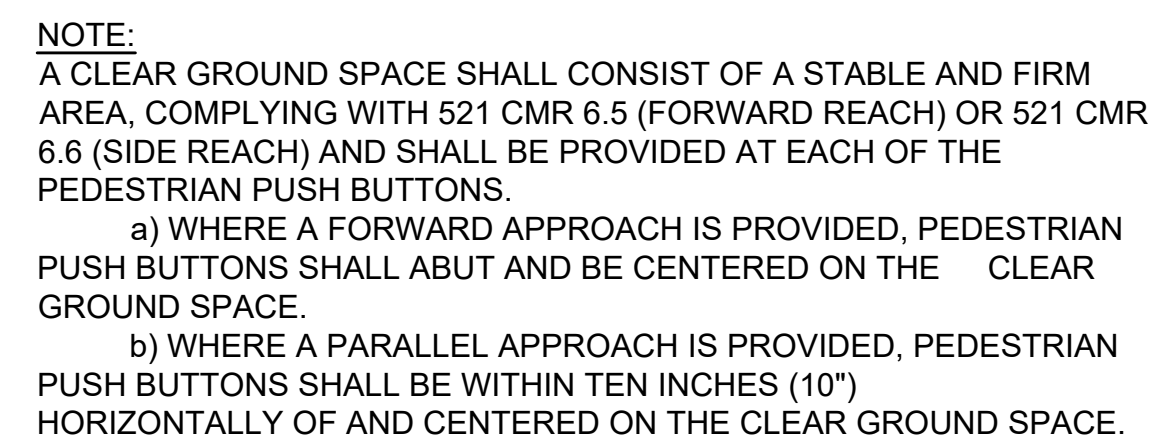 NOTE:
A CLEAR GROUND SPACE SHALL CONSIST OF A STABLE AND FIRM
AREA, COMPLYING WITH 521 CMR 6.5 (FORWARD REACH) OR 521 CMR
6.6 (SIDE REACH) AND SHALL BE PROVIDED AT EACH OF THE
PEDESTRIAN PUSH BUTTONS.
a) WHERE A FORWARD APPROACH IS PROVIDED, PEDESTRIAN
PUSH BUTTONS SHALL ABUT AND BE CENTERED ON THE CLEAR
GROUND SPACE.
b) WHERE A PARALLEL APPROACH IS PROVIDED, PEDESTRIAN
PUSH BUTTONS SHALL BE WITHIN TEN INCHES (10")
HORIZONTALLY OF AND CENTERED ON THE CLEAR GROUND SPACE.